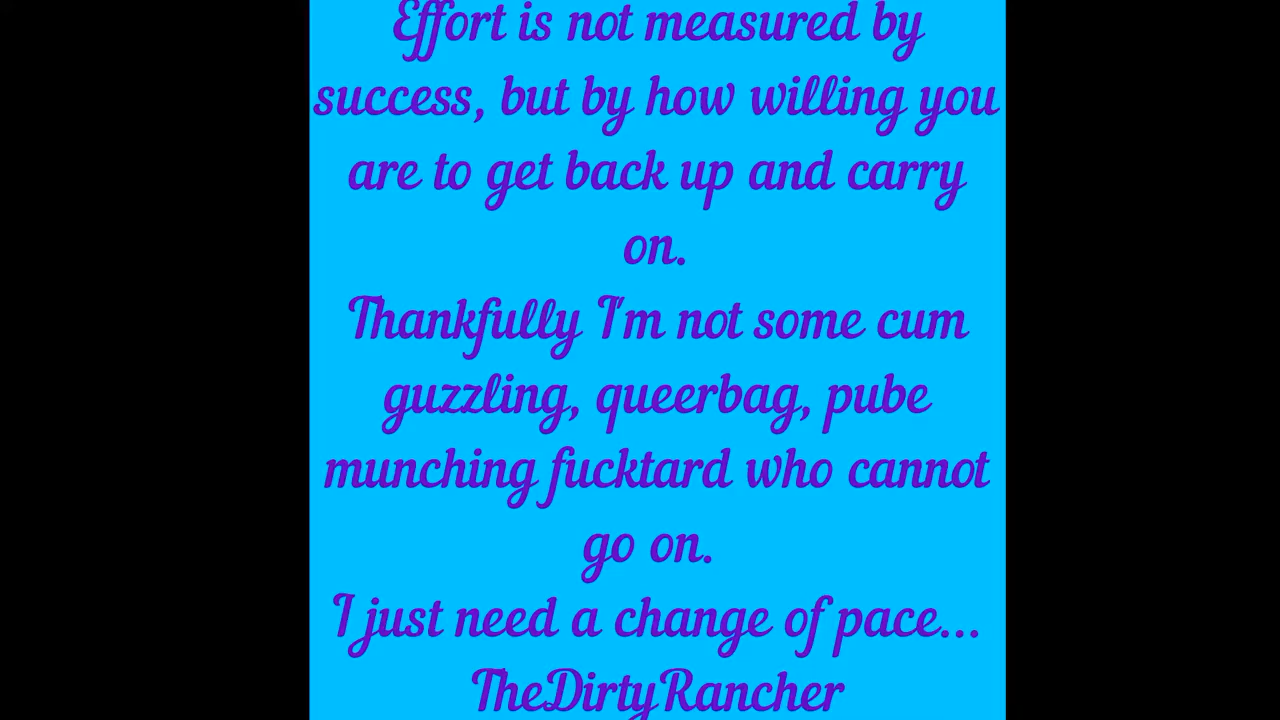 Effort is not measured by
success, but by how willing you
are to get back up and carry
on.
Thankfully I'm not some cum
guzzling, queerbag, pube
munching fucktard who cannot
go on.
I just need a change of pace...
TheDirtyRancher